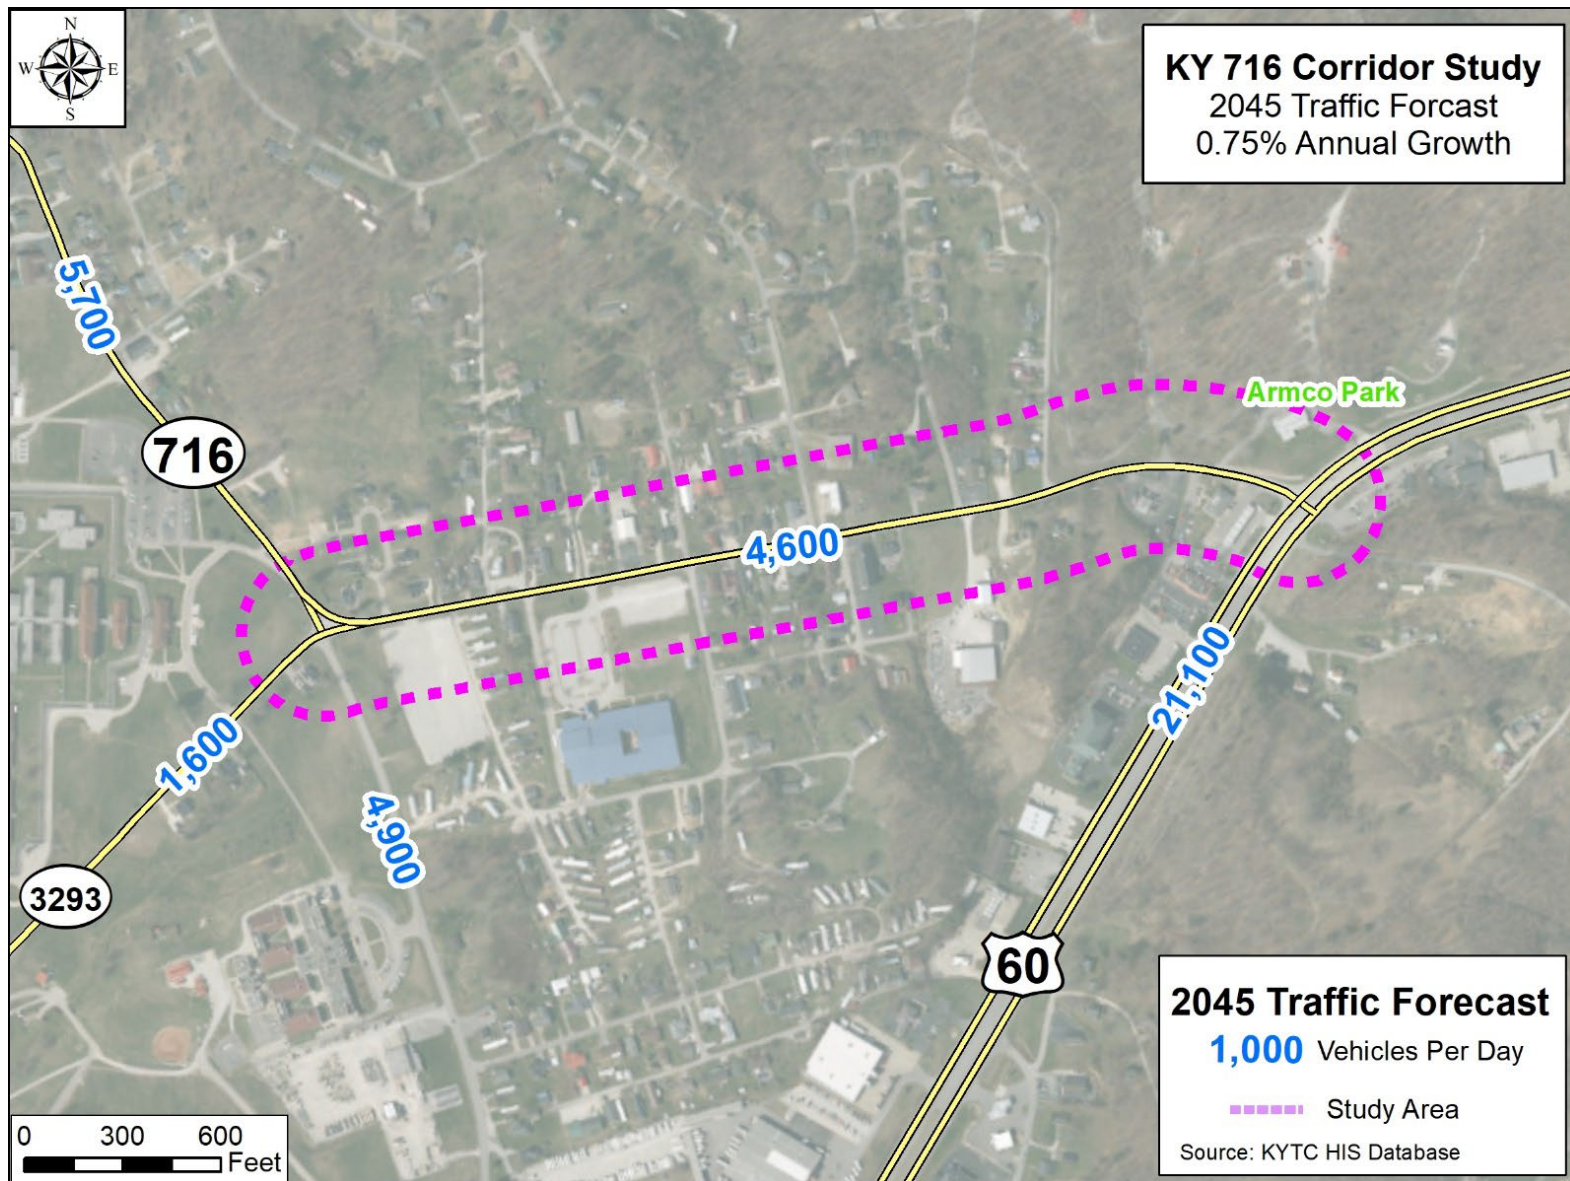 N
W E
S
KY 716 Corridor Study
2045 Traffic Forcast
0.75% Annual Growth
5,700
Armco Park
716
4,600
21,100
1,600
4,900
3293
60
2045 Traffic Forecast
1,000 Vehicles Per Day
Study Area
Source: KYTC HIS Database
0 300 600
Feet